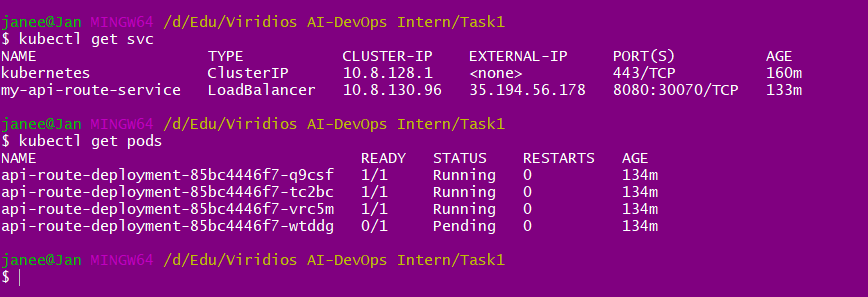 janee@Jan MINGW64 /d/Edu/Viridios AI-DevOps Intern/Task1
$ kubectl get svc
NAME TYPE CLUSTER-IP EXTERNAL-IP PORT(S) AGE
kubernetes ClusterIP 10.8.128.1 <none> 443/TCP 160m
my-api-route-service LoadBalancer 10.8.130.96 35.194.56.178 8080:30070/TCP 133m
janee@Jan MINGW64 /d/Edu/Viridios AI-DevOps Intern/Task1
$ kubectl get pods
NAME READY STATUS RESTARTS AGE
api-route-deployment-85bc4446f7-q9csf 1/1 Running 0 134m
api-route-deployment-85bc4446f7-tc2bc 1/1 Running 0 134m
api-route-deployment-85bc4446f7-vrc5m 1/1 Running 0 134m
api-route-deployment-85bc4446f7-wtddg 0/1 Pending 0 134m
janee@Jan MINGW64 /d/Edu/Viridios AI-DevOps Intern/Task1
$